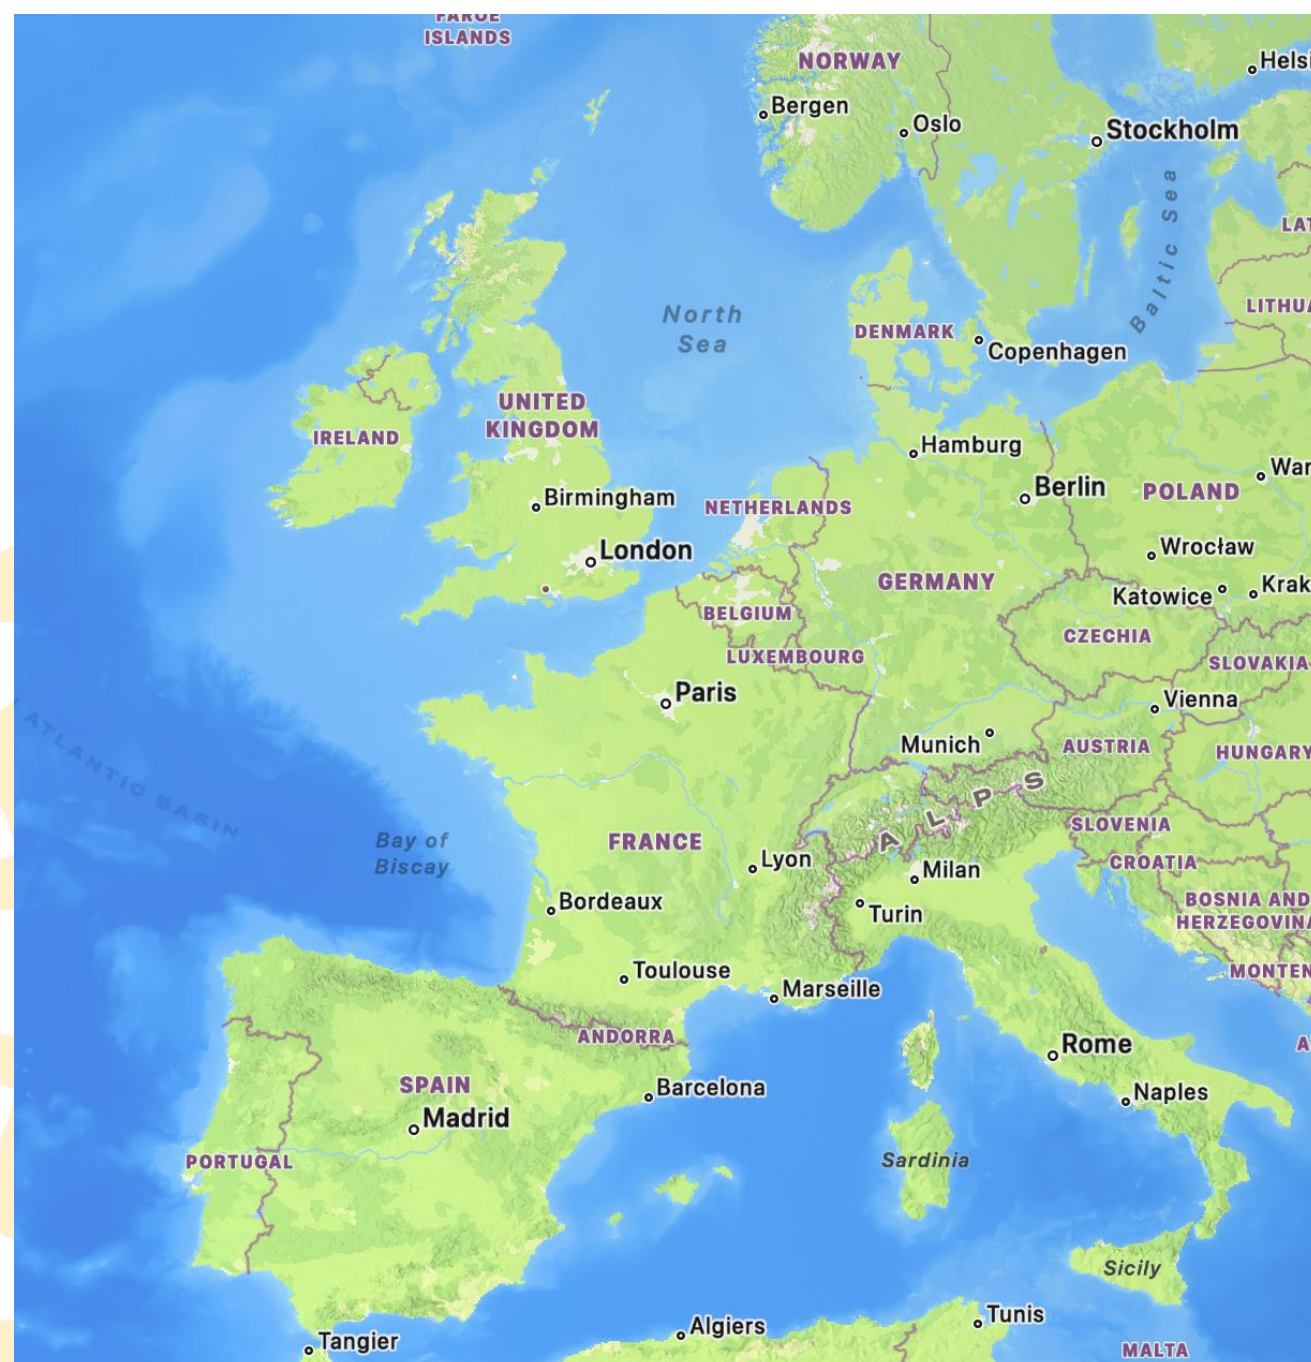 FAROE
ISLANDS
NORWAY
Helsi
Bergen
Oslo
Stockholm
Baltic Sea
LAT
North
Sea
LITHUA
DENMARK
Copenhagen
UNITED
KINGDOM
IRELAND
Hamburg
War
Berlin
POLAND
Birmingham
NETHERLANDS
London
Wrocław
GERMANY
Katowice
Krak
BELGIUM
CZECHIA
LUXEMBOURG
SLOVAKIA
Paris
Vienna
ATLANTIC BASIN
Munich
AUSTRIA
HUNGARY
ALPS
SLOVENIA
Bay of
Biscay
FRANCE
Lyon
CROATIA
Milan
Bordeaux
Turin
BOSNIA AND
HERZEGOVINA
Toulouse
MONTEN
Marseille
ANDORRA
Rome
A
SPAIN
Barcelona
Naples
Madrid
PORTUGAL
Sardinia
Sicily
Tunis
Algiers
Tangier
MALTA